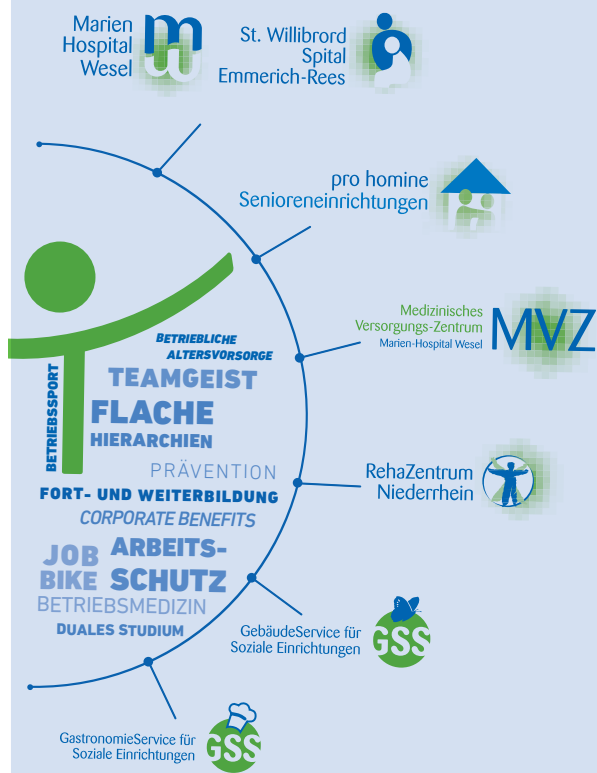 Marien
Hospital
Wesel
St. Willibrord
Spital
Emmerich-Rees
pro homine
Senioreneinrichtungen
Medizinisches
Versorgungs-Zentrum
Marien-Hospital Wesel
MVZ
BETRIEBLICHE
ALTERSVORSORGE
TEAMGEIST
BETRIEBSSPORT
FLACHE
HIERARCHIEN
PRÄVENTION
FORT- UND WEITERBILDUNG
CORPORATE BENEFITS
JOB
BIKE
ARBEITS-
SCHUTZ
BETRIEBSMEDIZIN
DUALES STUDIUM
RehaZentrum
Niederrhein
GebäudeService für
Soziale Einrichtungen
GSS
GastronomieService für
Soziale Einrichtungen
GSS